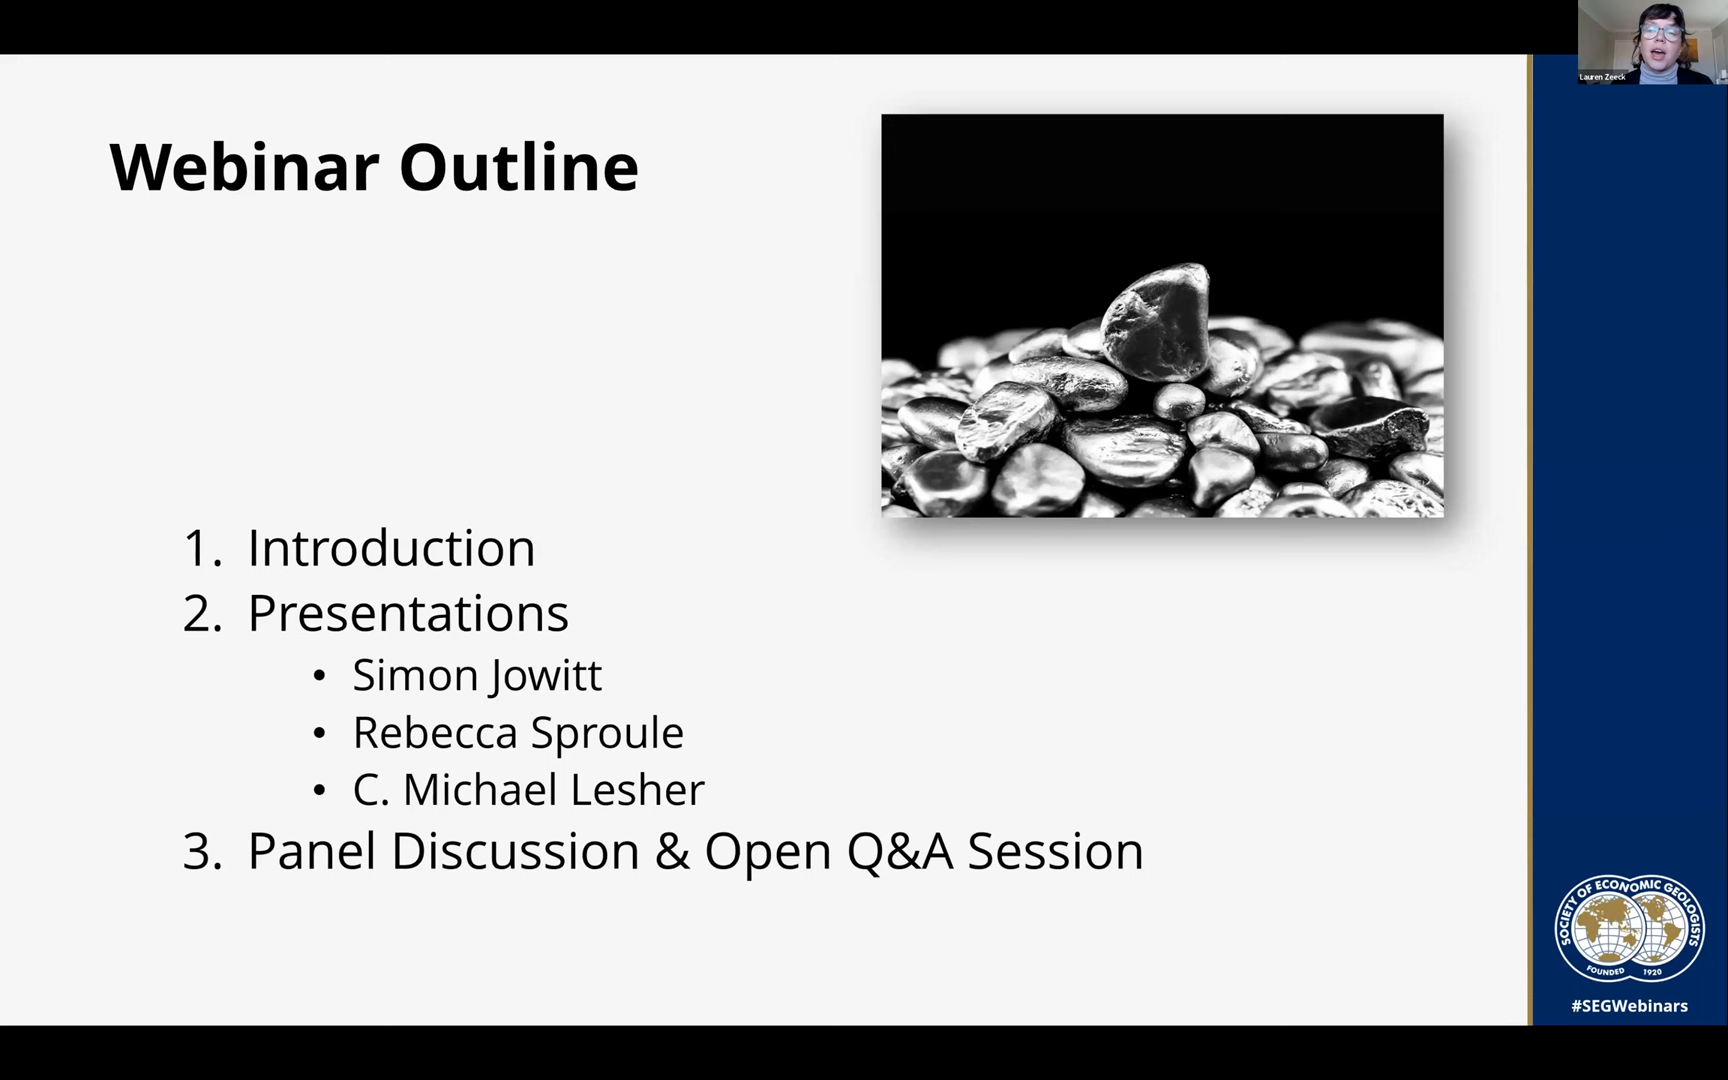 Lauren Zeeck
Webinar Outline
1. Introduction
2. Presentations
• Simon Jowitt
• Rebecca Sproule
• C. Michael Lesher
3. Panel Discussion & Open Q&A Session
SOCIETY OF ECONOMIC GEOLOGISTS
FOUNDED 1920
#SEGWebinars